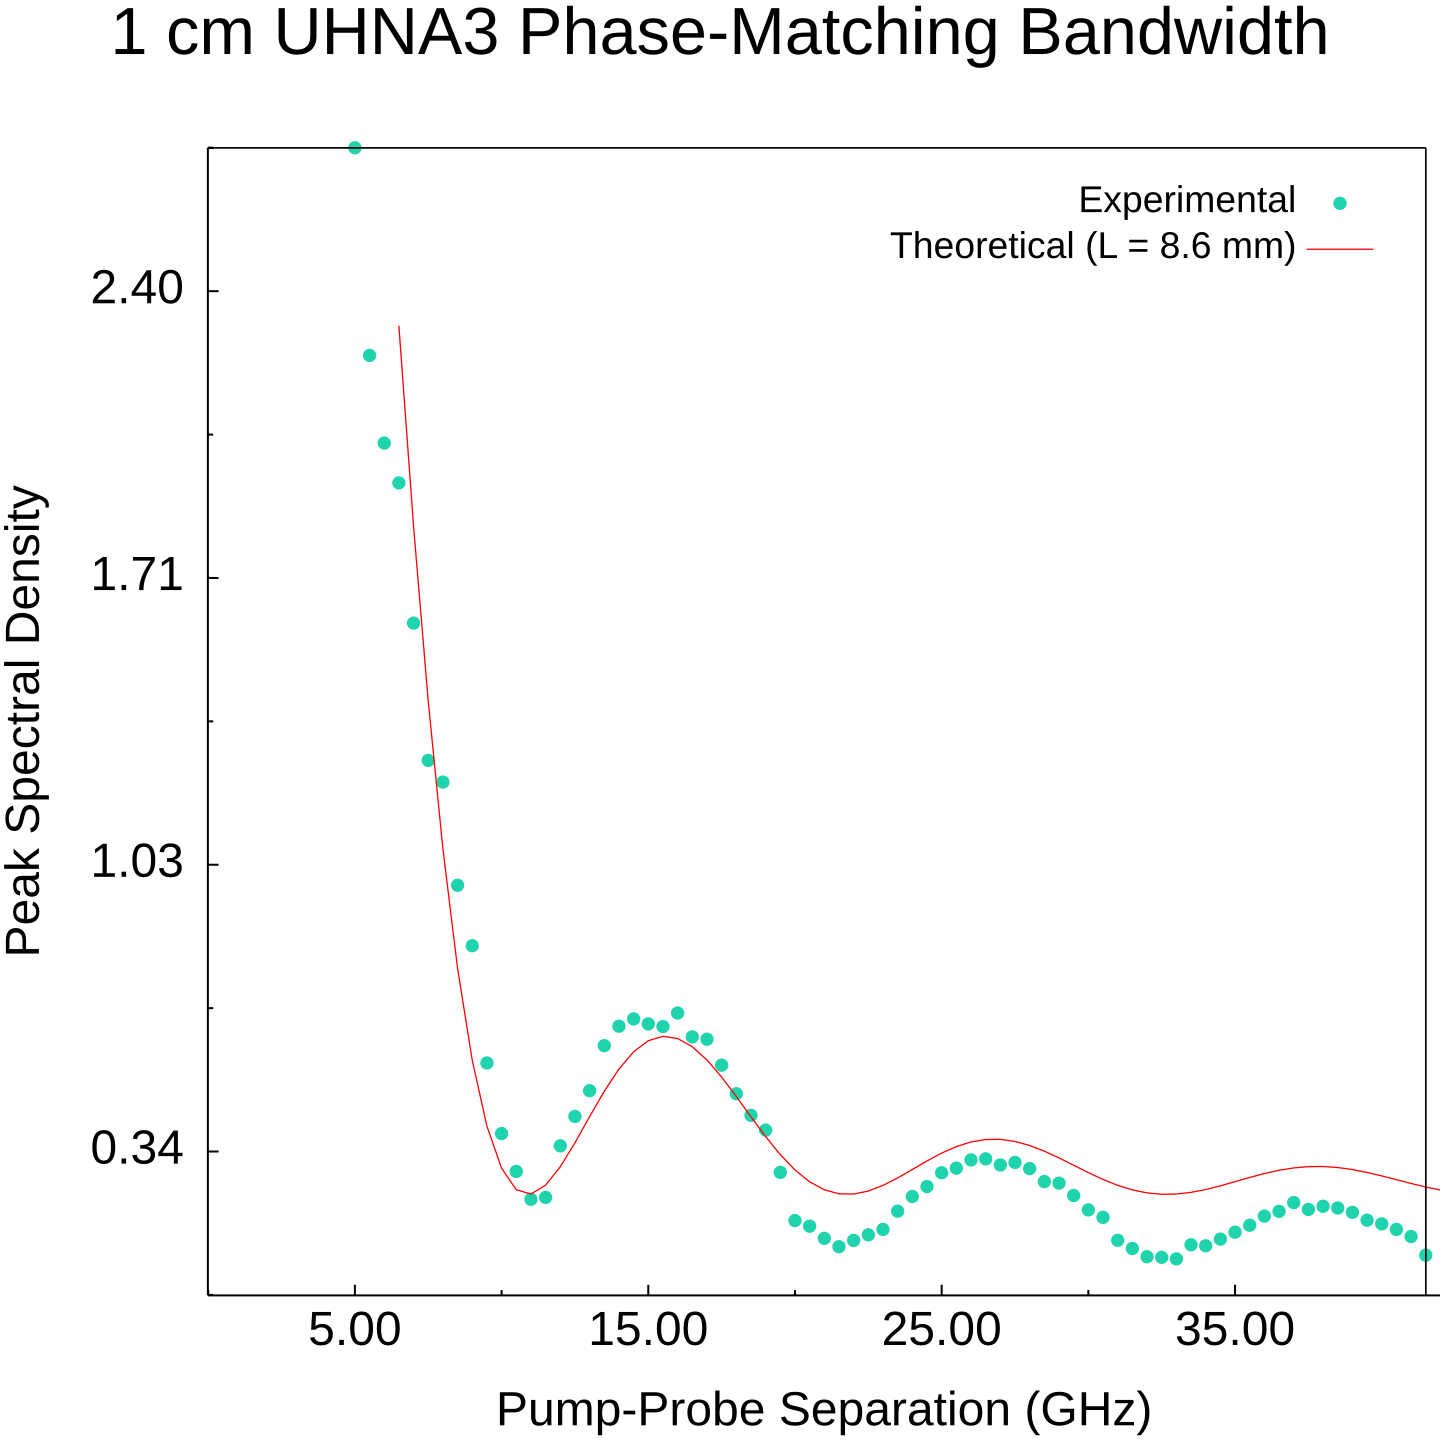 1 cm UHNA3 Phase-Matching Bandwidth
Experimental
Theoretical (L = 8.6 mm)
2.40
1.71
1.03
0.34
Peak Spectral Density
5.00 15.00 25.00 35.00
Pump-Probe Separation (GHz)